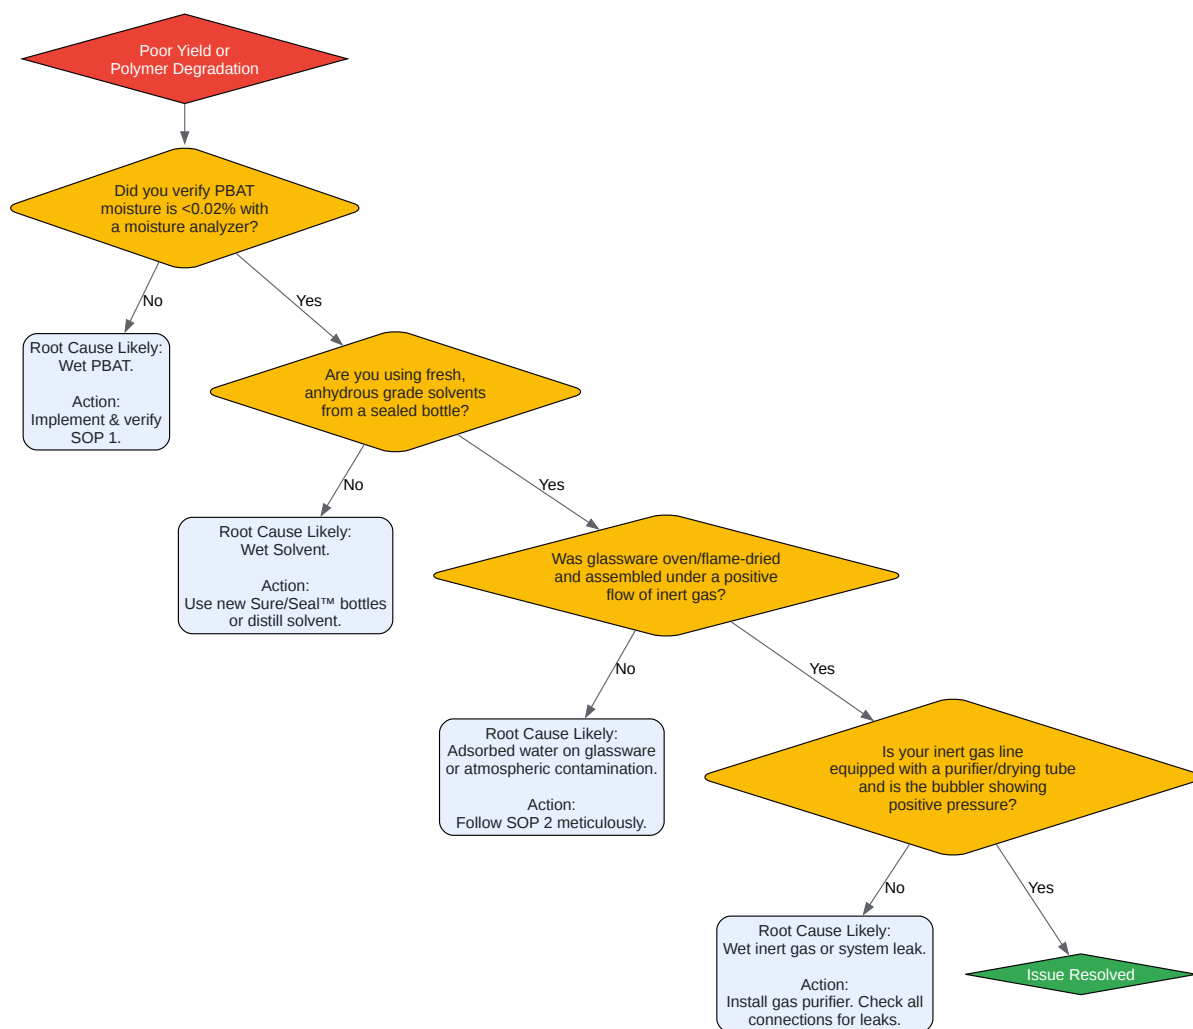 Poor Yield or
Polymer Degradation
Did you verify PBAT
moisture is <0.02% with
a moisture analyzer?
No
Yes
Root Cause Likely:
Wet PBAT.
Action:
Implement & verify
SOP 1.
Are you using fresh,
anhydrous grade solvents
from a sealed bottle?
No
Yes
Root Cause Likely:
Wet Solvent.
Action:
Use new Sure/Seal™ bottles
or distill solvent.
Was glassware oven/flame-dried
and assembled under a positive
flow of inert gas?
No
Yes
Root Cause Likely:
Adsorbed water on glassware
or atmospheric contamination.
Action:
Follow SOP 2 meticulously.
Is your inert gas line
equipped with a purifier/drying tube
and is the bubbler showing
positive pressure?
No
Yes
Root Cause Likely:
Wet inert gas or system leak.
Action:
Install gas purifier. Check all
connections for leaks.
Issue Resolved